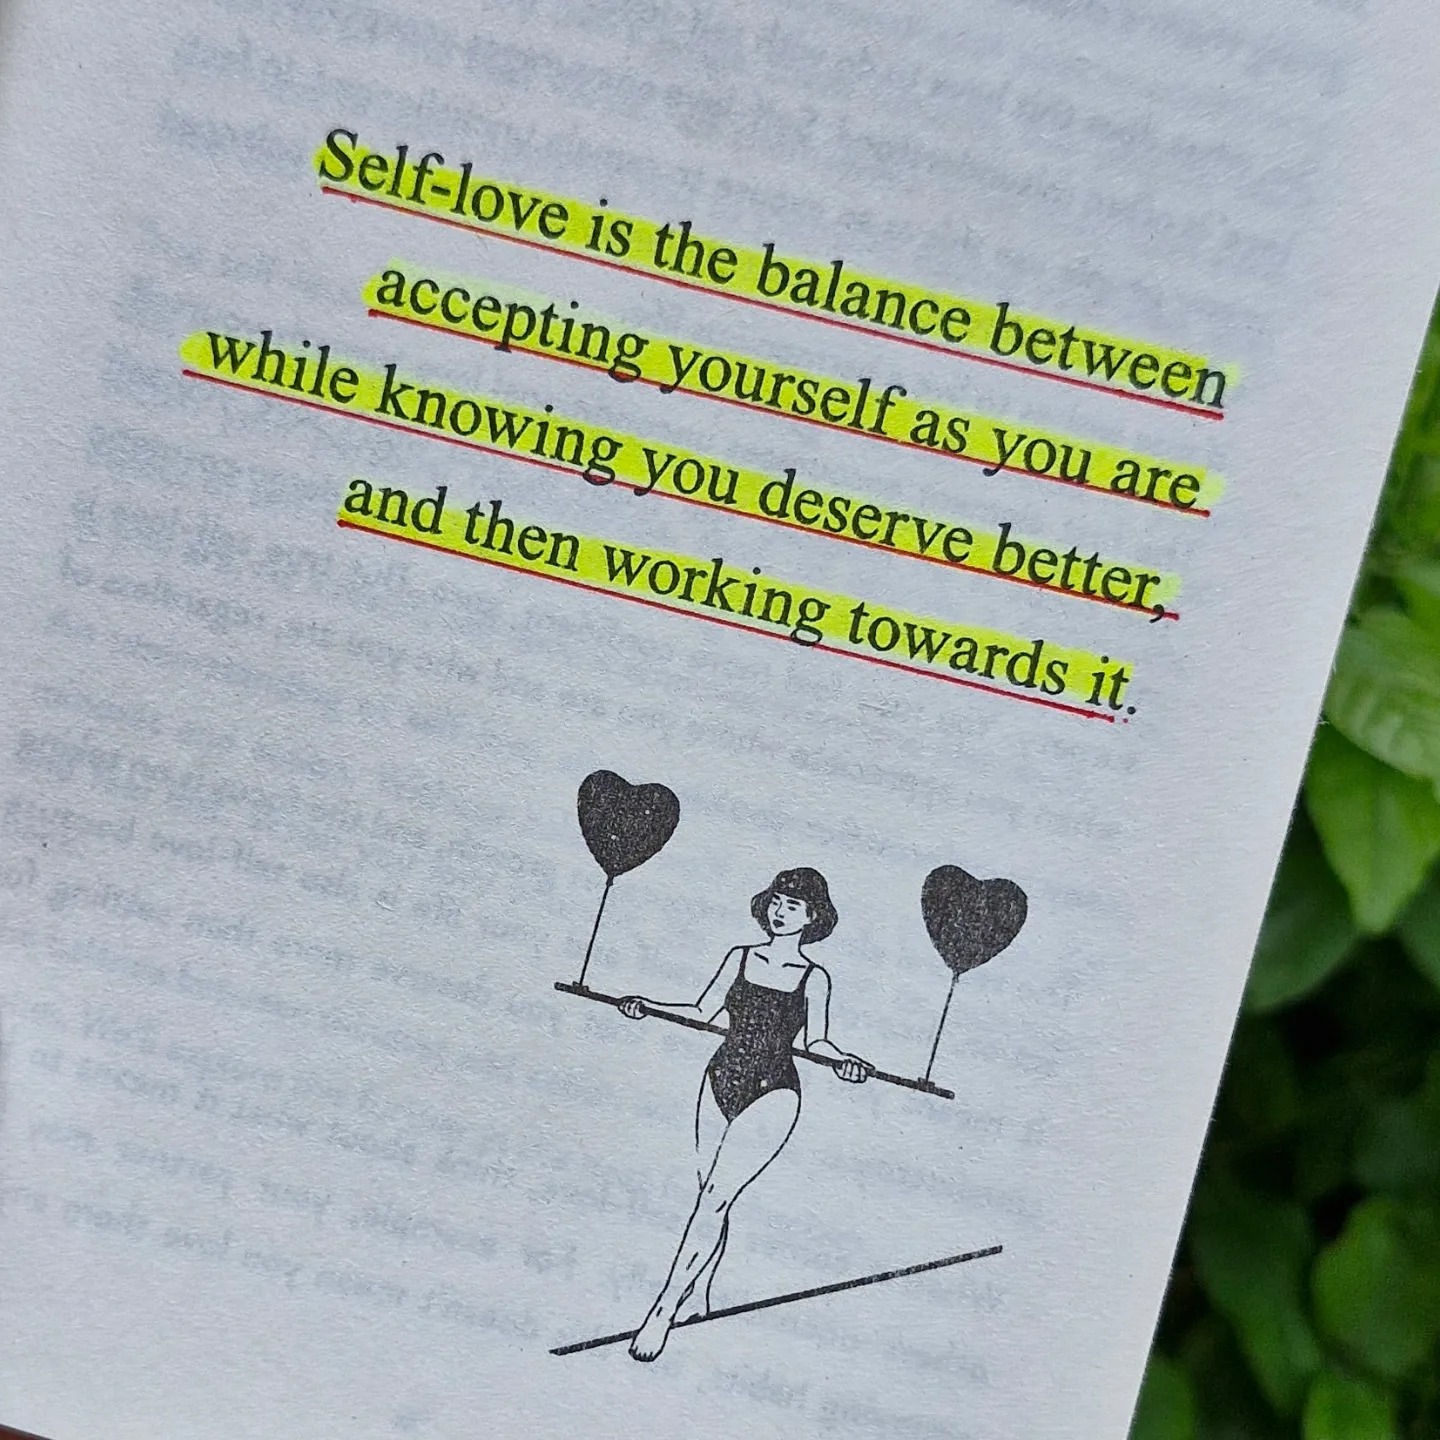 Self-love is the balance between
accepting yourself as you are
while knowing you deserve better,
and then working towards it.